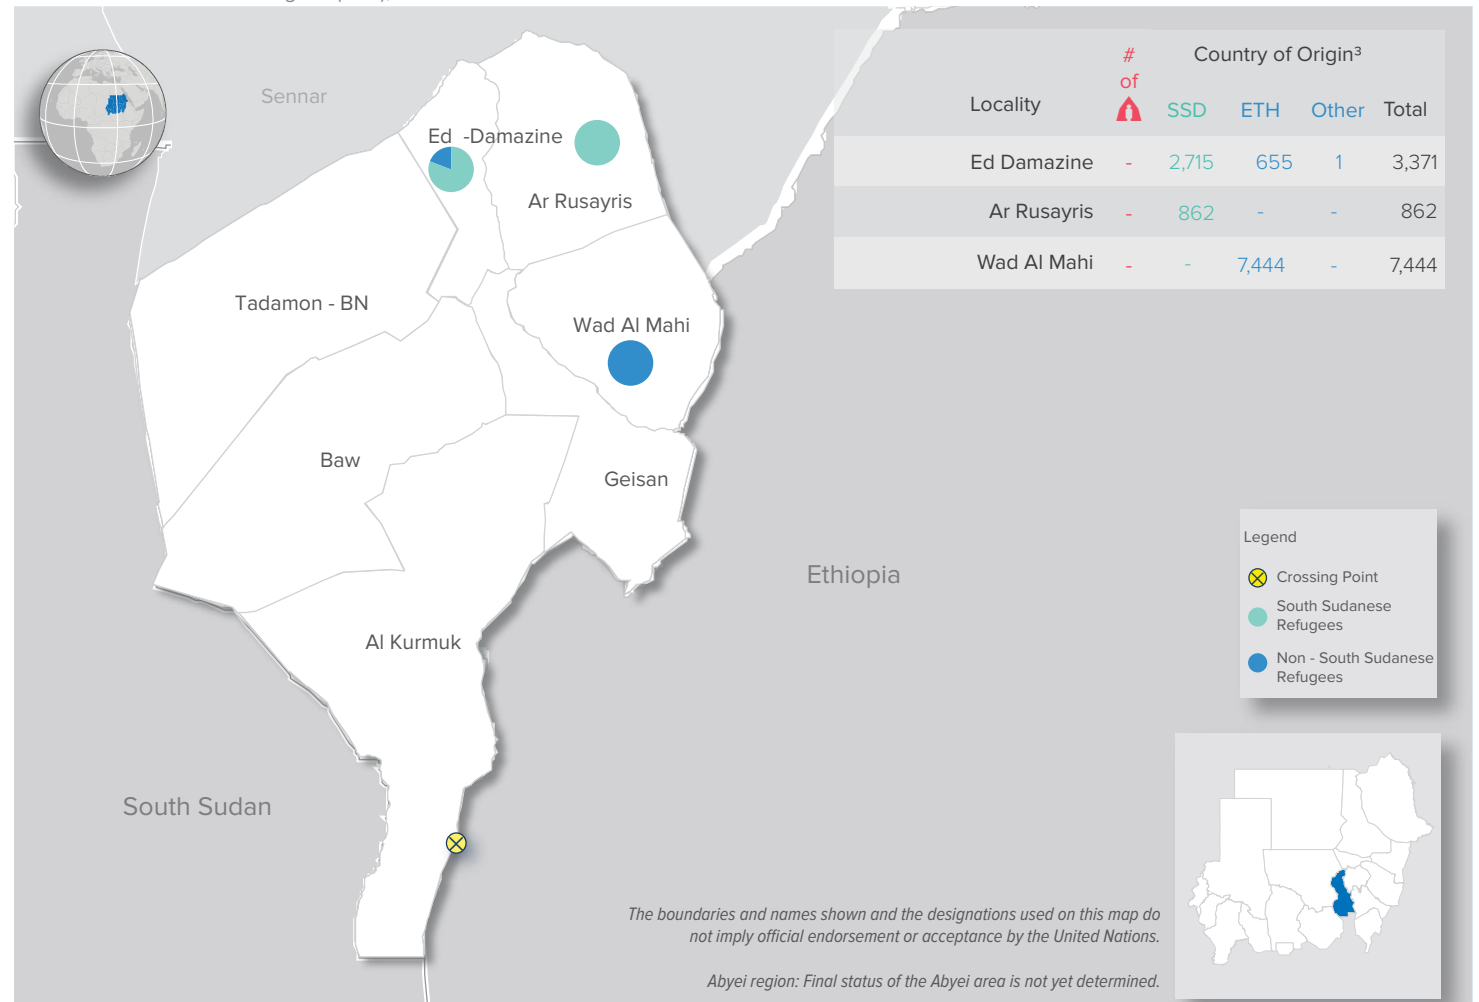 Sennar
Ed -Damazine
Ar Rusayris
Tadamon - BN
Wad Al Mahi
Baw
Geisan
Al Kurmuk
Ethiopia
South Sudan
# of Country of Origin³
Locality SSD ETH Other Total
Ed Damazine - 2,715 655 1 3,371
Ar Rusayris - 862 - - 862
Wad Al Mahi - - 7,444 - 7,444
Legend
Crossing Point
South Sudanese
Refugees
Non - South Sudanese
Refugees
The boundaries and names shown and the designations used on this map do
not imply official endorsement or acceptance by the United Nations.
Abyei region: Final status of the Abyei area is not yet determined.